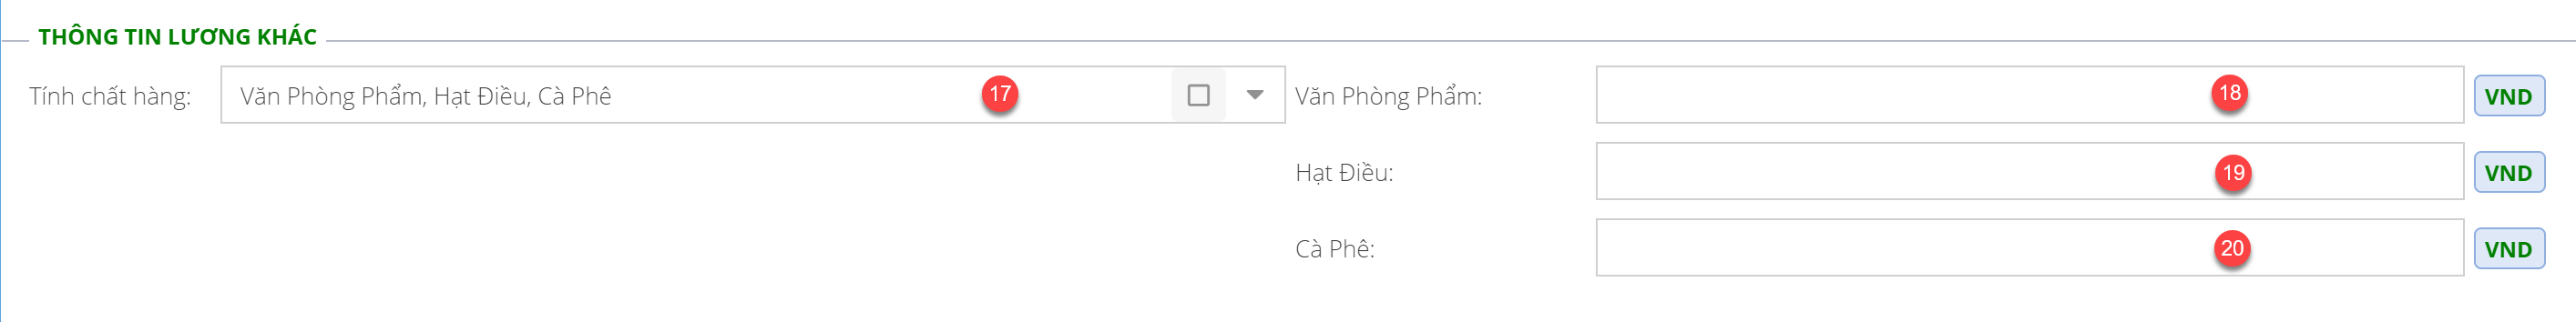 THÔNG TIN LƯƠNG KHÁC
Tính chất hàng: Văn Phòng Phẩm, Hạt Điều, Cà Phê 17 Văn Phòng Phẩm: 18 VND
Hạt Điều: 19 VND
Cà Phê: 20 VND